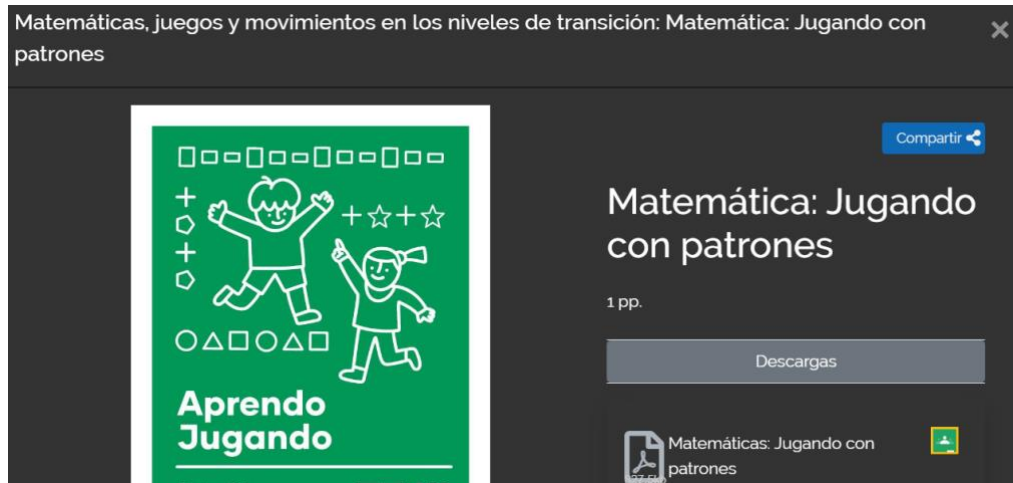 Matemáticas, juegos y movimientos en los niveles de transición: Matemática: Jugando con
patrones
Compartir
Matemática: Jugando
con patrones
1 pp.
Descargas
Aprendo
Jugando
Matemáticas: Jugando con
patrones